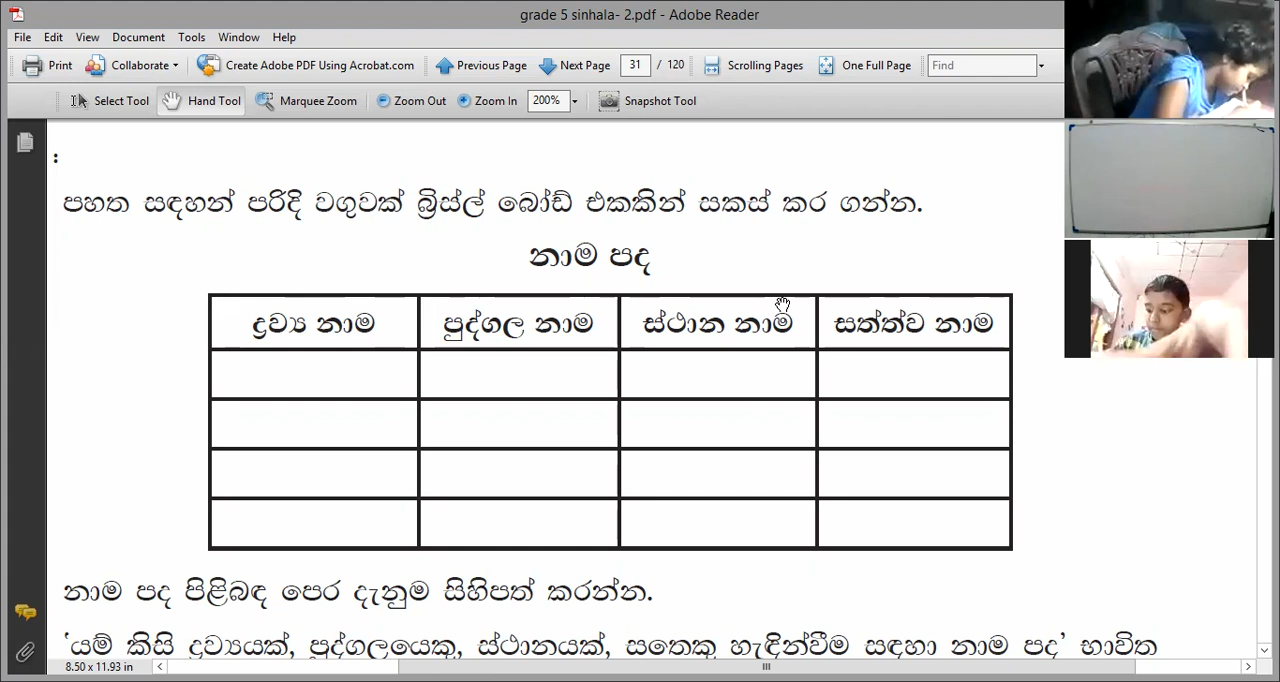 grade 5 sinhala- 2.pdf - Adobe Reader
File Edit View Document Tools Window Help
Print Collaborate Create Adobe PDF Using Acrobat.com Previous Page Next Page 31 / 120 Scrolling Pages One Full Page Find
Select Tool Hand Tool Marquee Zoom Zoom Out Zoom In 200% Snapshot Tool
:
පහත සඳහන් පරිදි වගුවක් බ්‍රිස්ල් බෝඩ් එකකින් සකස් කර ගන්න.
නාම පද
ද්‍රව්‍ය නාම පුද්ගල නාම ස්ථාන නාම සත්ත්ව නාම
නාම පද පිළිබඳ පෙර දැනුම සිහිපත් කරන්න.
'යම් කිසි ද්‍රව්‍යයක්, පුද්ගලයෙකු, ස්ථානයක්, සතෙකු හැඳින්වීම සඳහා නාම පද' භාවිත
8.50 x 11.93 in